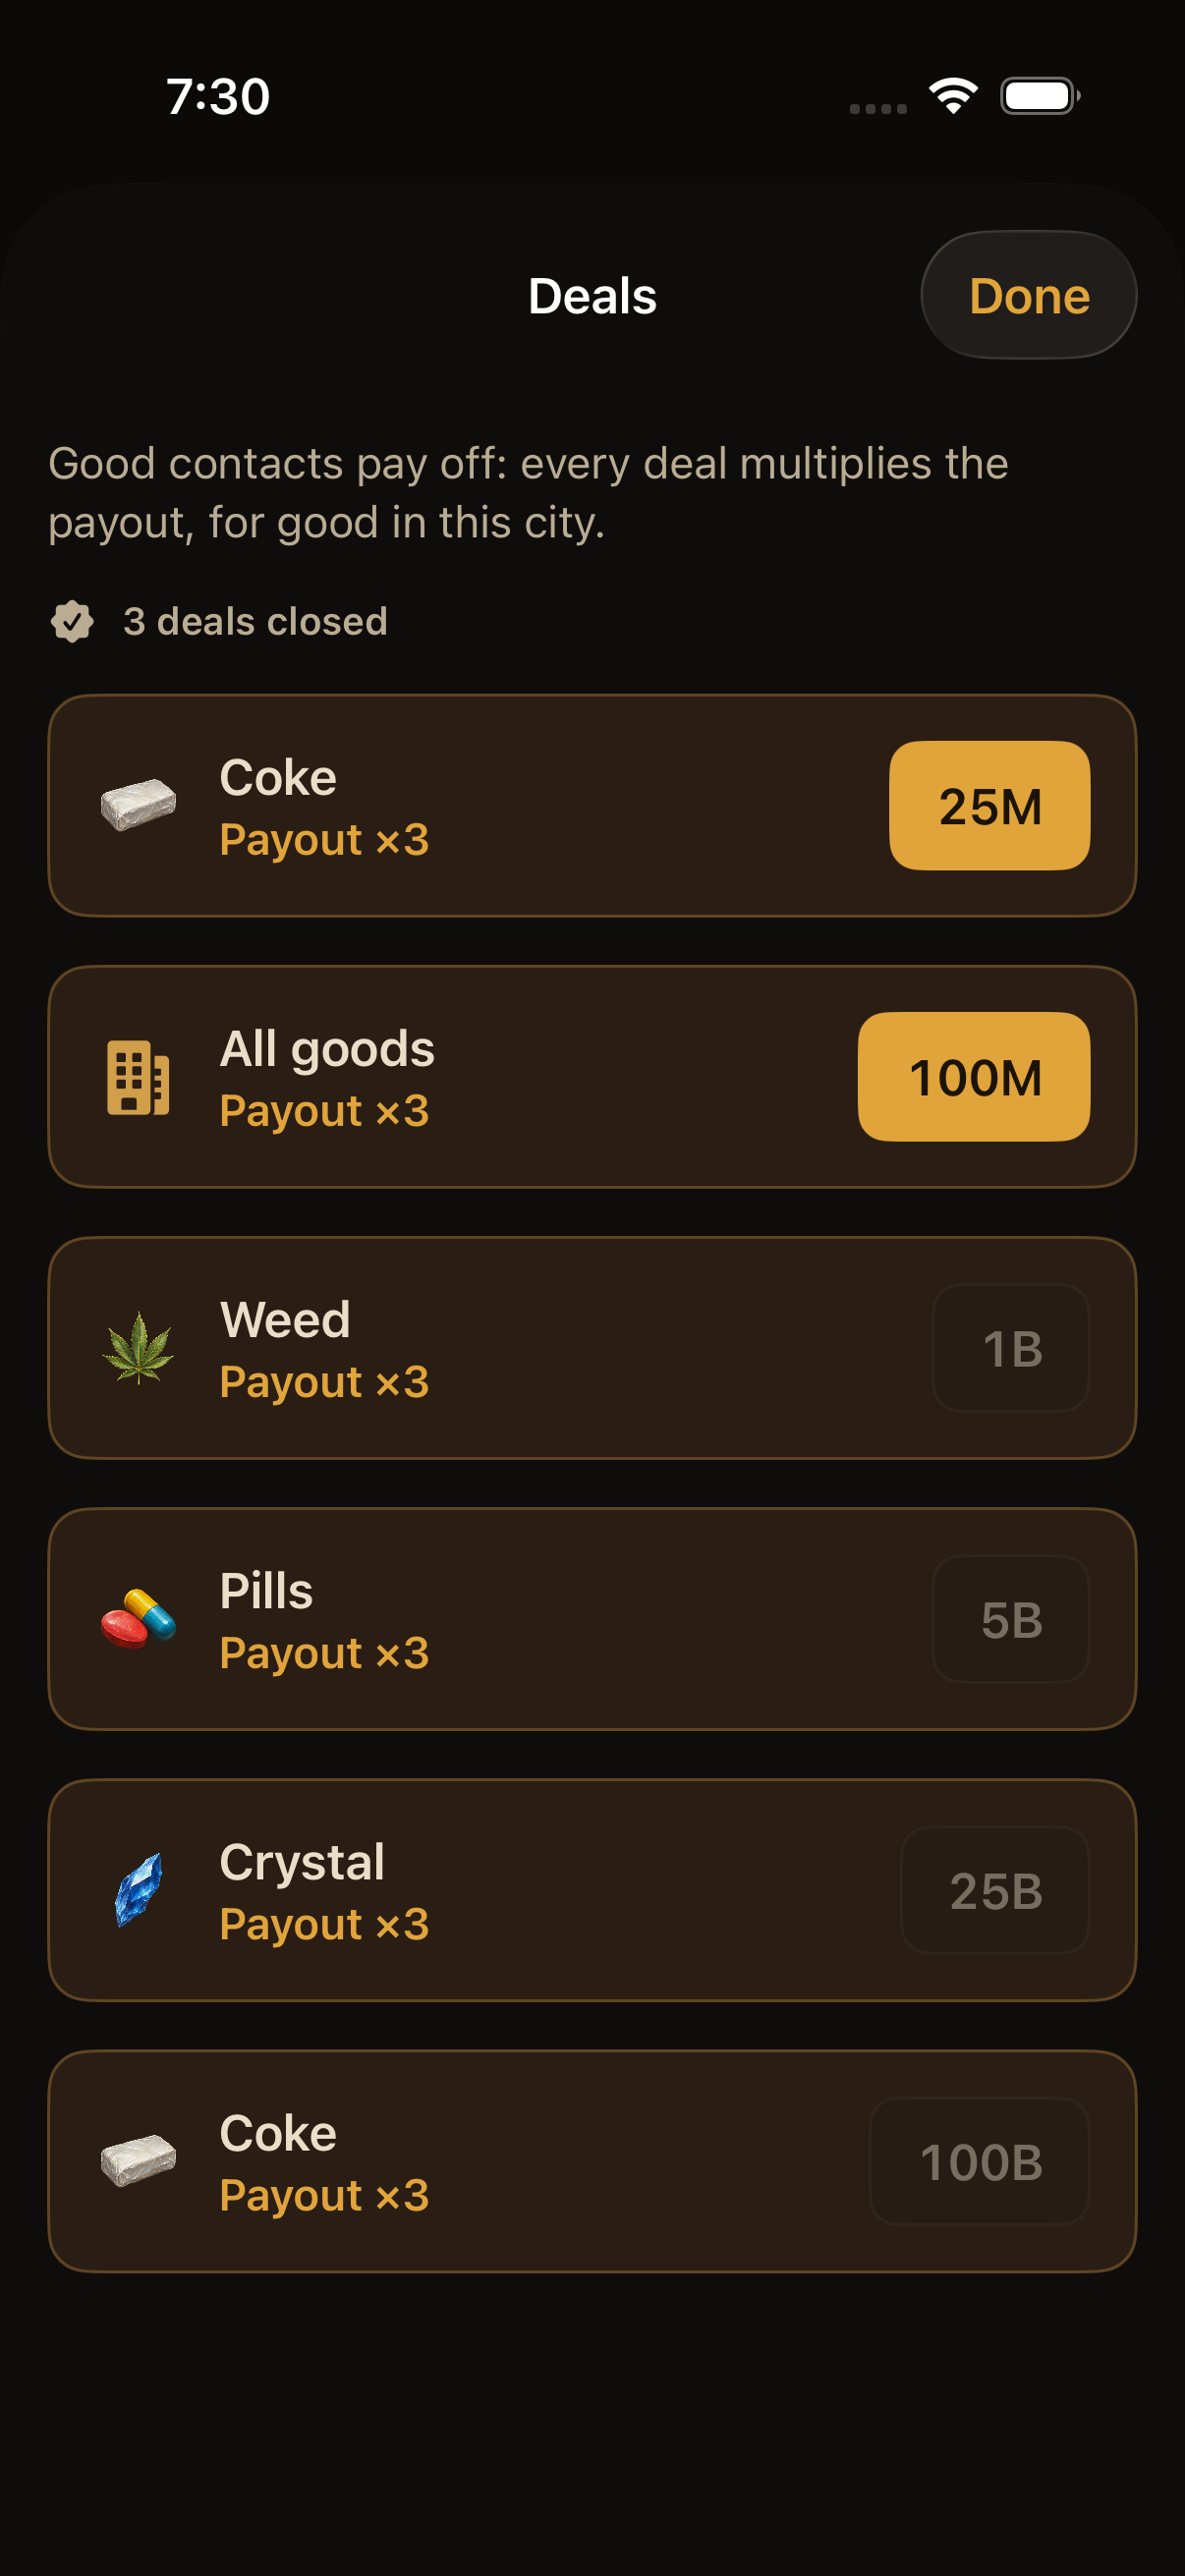 7:30
Deals
Done
Good contacts pay off: every deal multiplies the
payout, for good in this city.
3 deals closed
Coke
Payout ×3
25M
All goods
Payout ×3
100M
Weed
Payout ×3
1B
Pills
Payout ×3
5B
Crystal
Payout ×3
25B
Coke
Payout ×3
100B